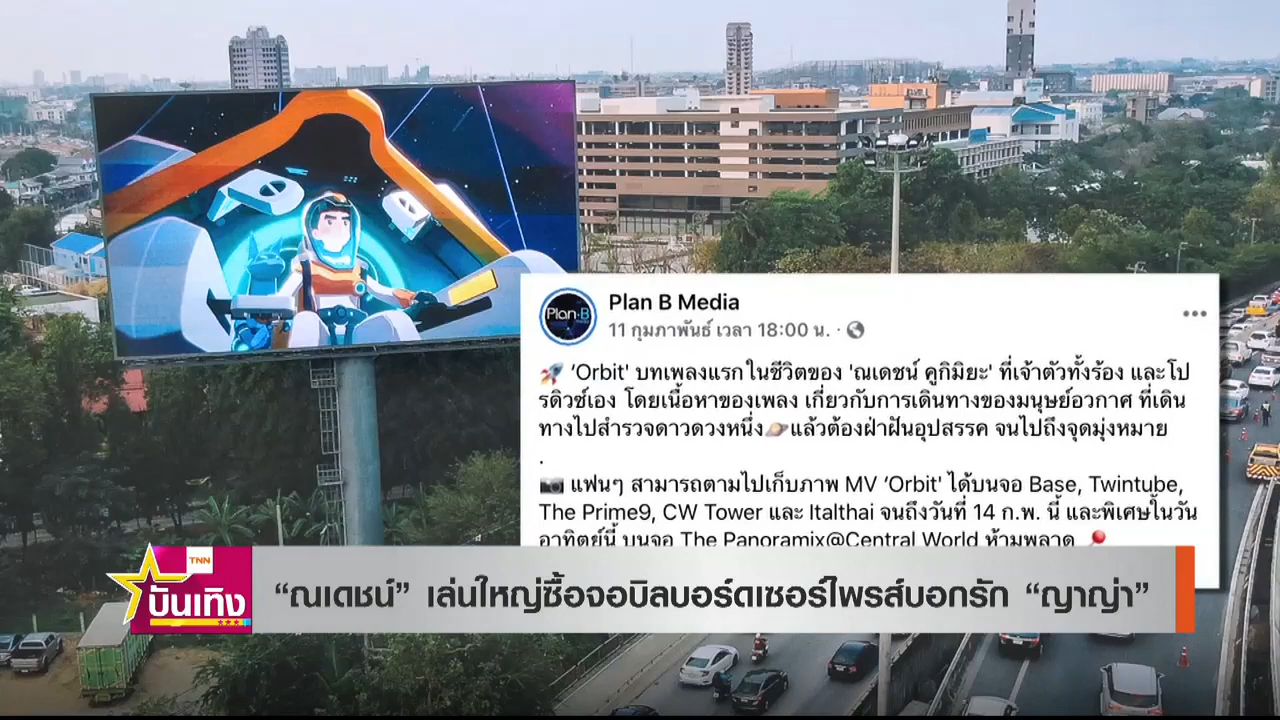 Plan B Media
Plan B
11 กุมภาพันธ์ เวลา 18:00 น. ·
‘Orbit' บทเพลงแรกในชีวิตของ 'ณเดชน์ คูกิมิยะ' ที่เจ้าตัวทั้งร้อง และโป
รดิวซ์เอง โดยเนื้อหาของเพลง เกี่ยวกับการเดินทางของมนุษย์อวกาศ ที่เดิน
ทางไปสำรวจดาวดวงหนึ่ง แล้วต้องฝ่าฟันอุปสรรค จนไปถึงจุดมุ่งหมาย
.
แฟนๆ สามารถตามไปเก็บภาพ MV ‘Orbit' ได้บนจอ Base, Twintube,
The Prime9, CW Tower และ Italthai จนถึงวันที่ 14 ก.พ. นี้ และพิเศษในวัน
อาทิตย์นี้ บนจอ The Panoramix@Central World ห้ามพลาด
TNN
บันเทิง
“ณเดชน์” เล่นใหญ่ซื้อจอบิลบอร์ดเซอร์ไพรส์บอกรัก “ญาญ่า”